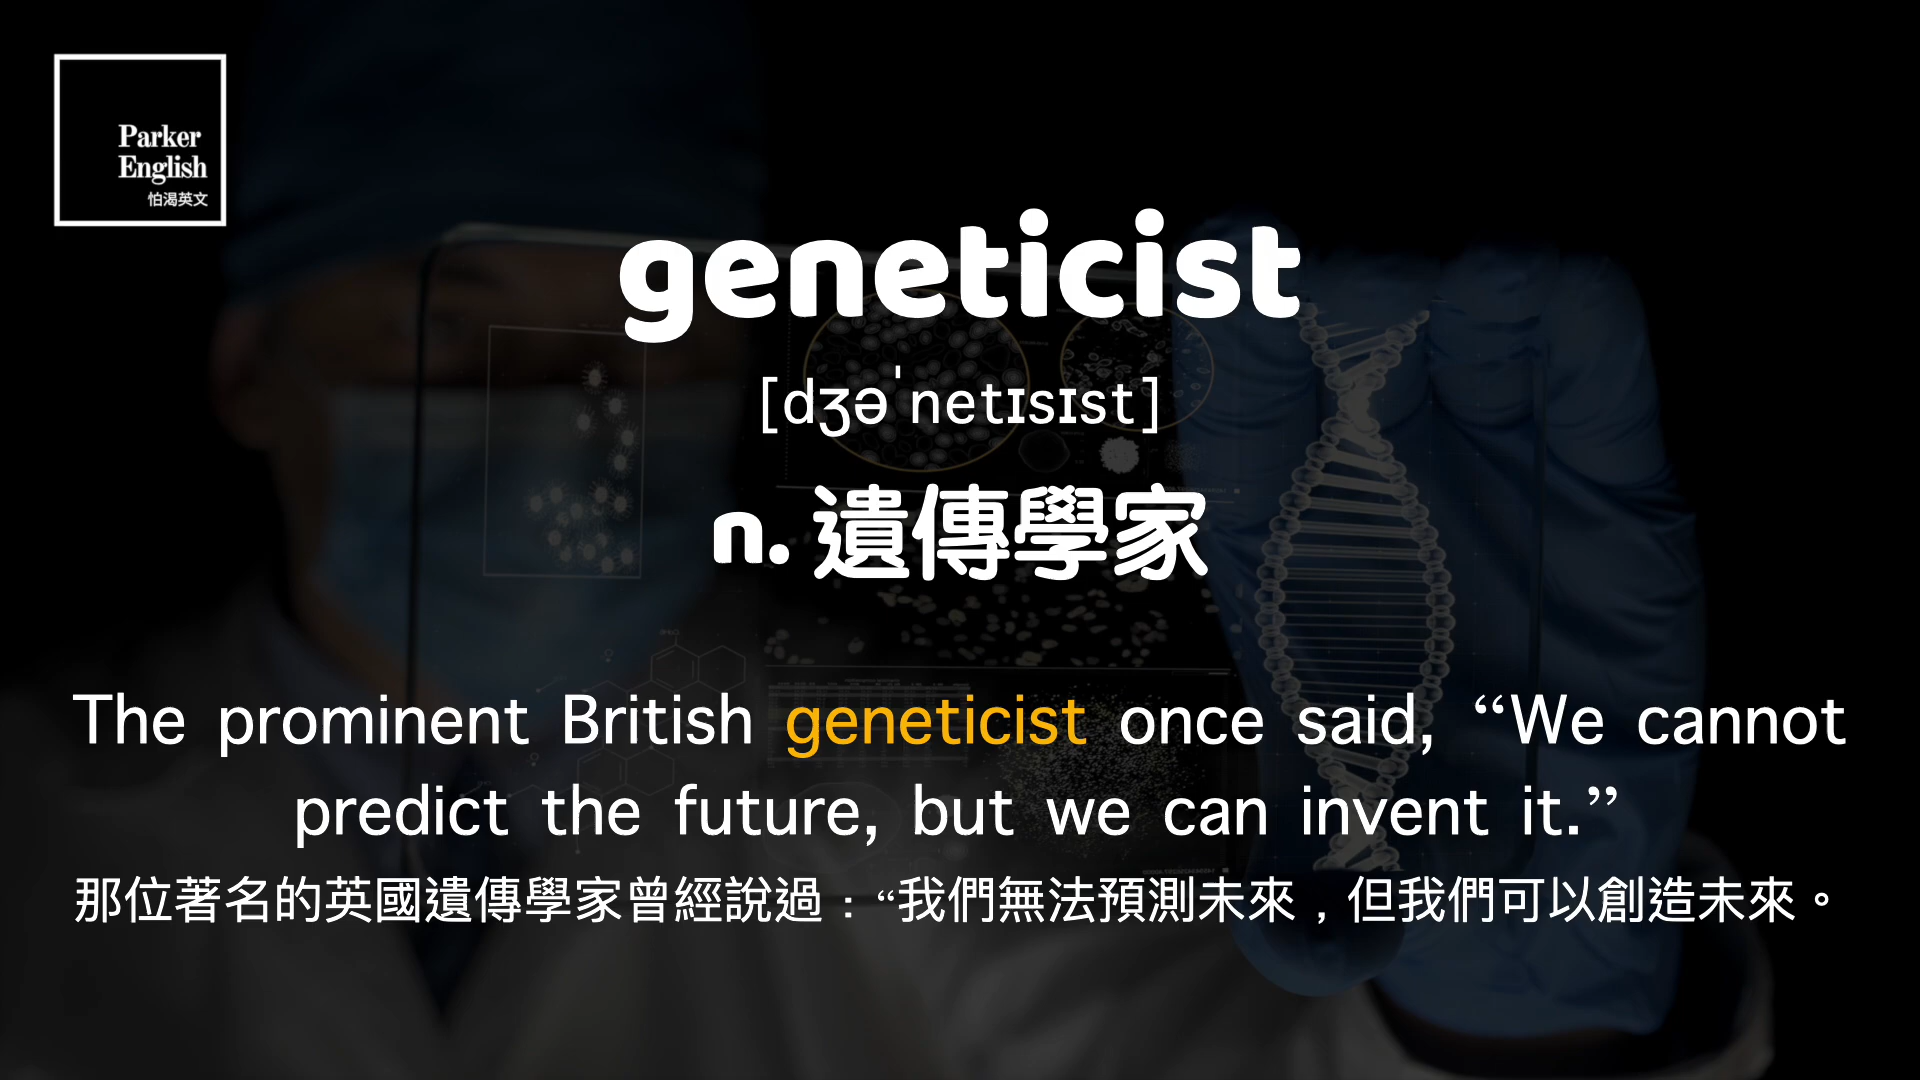 Parker
English
怕渴英文
geneticist
[dʒəˈnetɪsɪst]
n. 遺傳學家
The prominent British geneticist once said, “We cannot
predict the future, but we can invent it.”
那位著名的英國遺傳學家曾經說過：“我們無法預測未來，但我們可以創造未來。